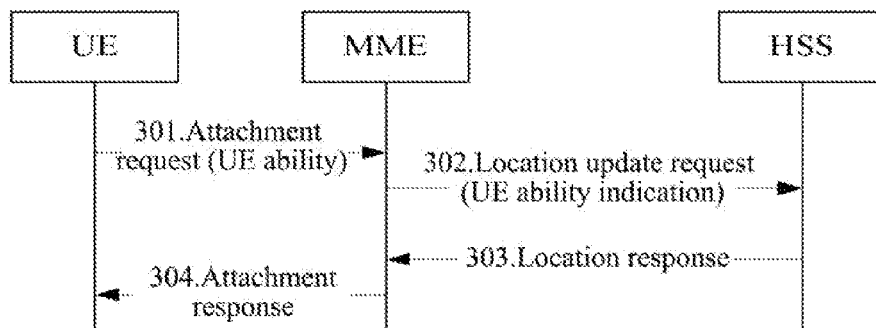 UE
MME
HSS
301.Attachment
request (UE ability)
302.Location update request
(UE ability indication)
303.Location response
304.Attachment
response